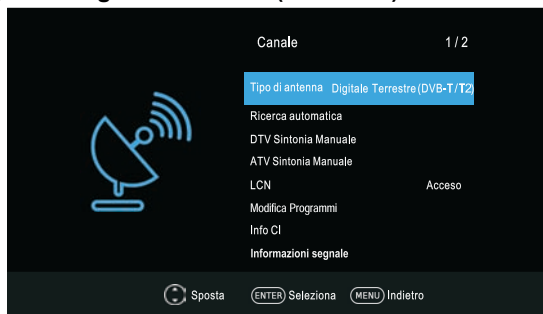 Canale 1 / 2
Tipo di antenna Digitale Terrestre (DVB-T/T2)
Ricerca automatica
DTV Sintonia Manuale
ATV Sintonia Manuale
LCN Acceso
Modifica Programmi
Info CI
Informazioni segnale
Sposta ENTER Seleziona MENU Indietro